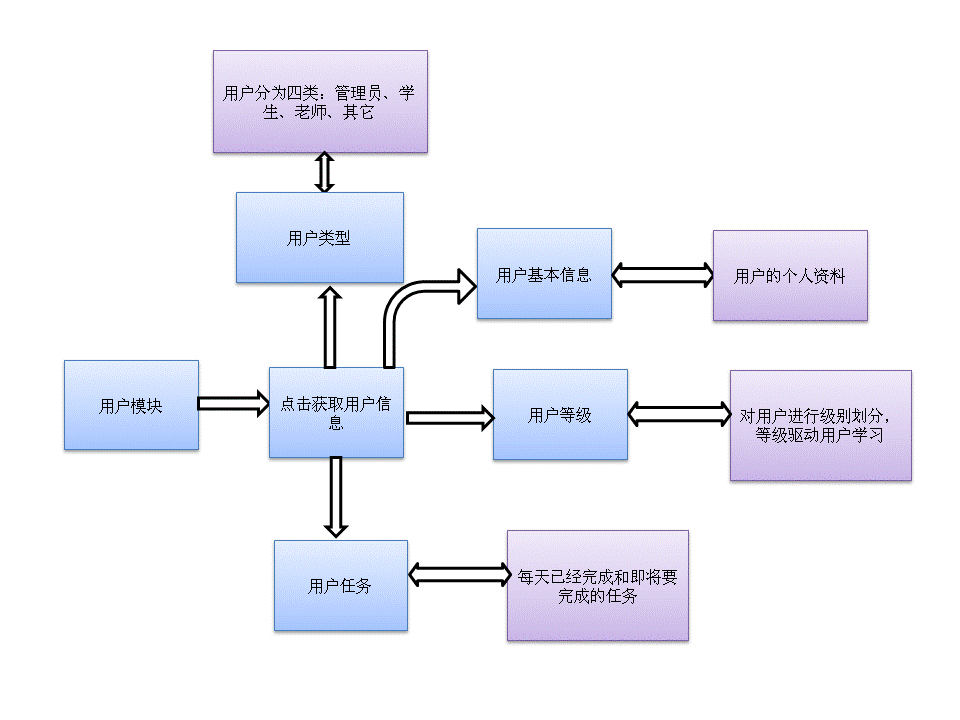 用户分为四类：管理员、学
生、老师、其它
用户类型
用户基本信息
用户的个人资料
用户模块
点击获取用户信
息
用户等级
对用户进行级别划分，
等级驱动用户学习
用户任务
每天已经完成和即将要
完成的任务